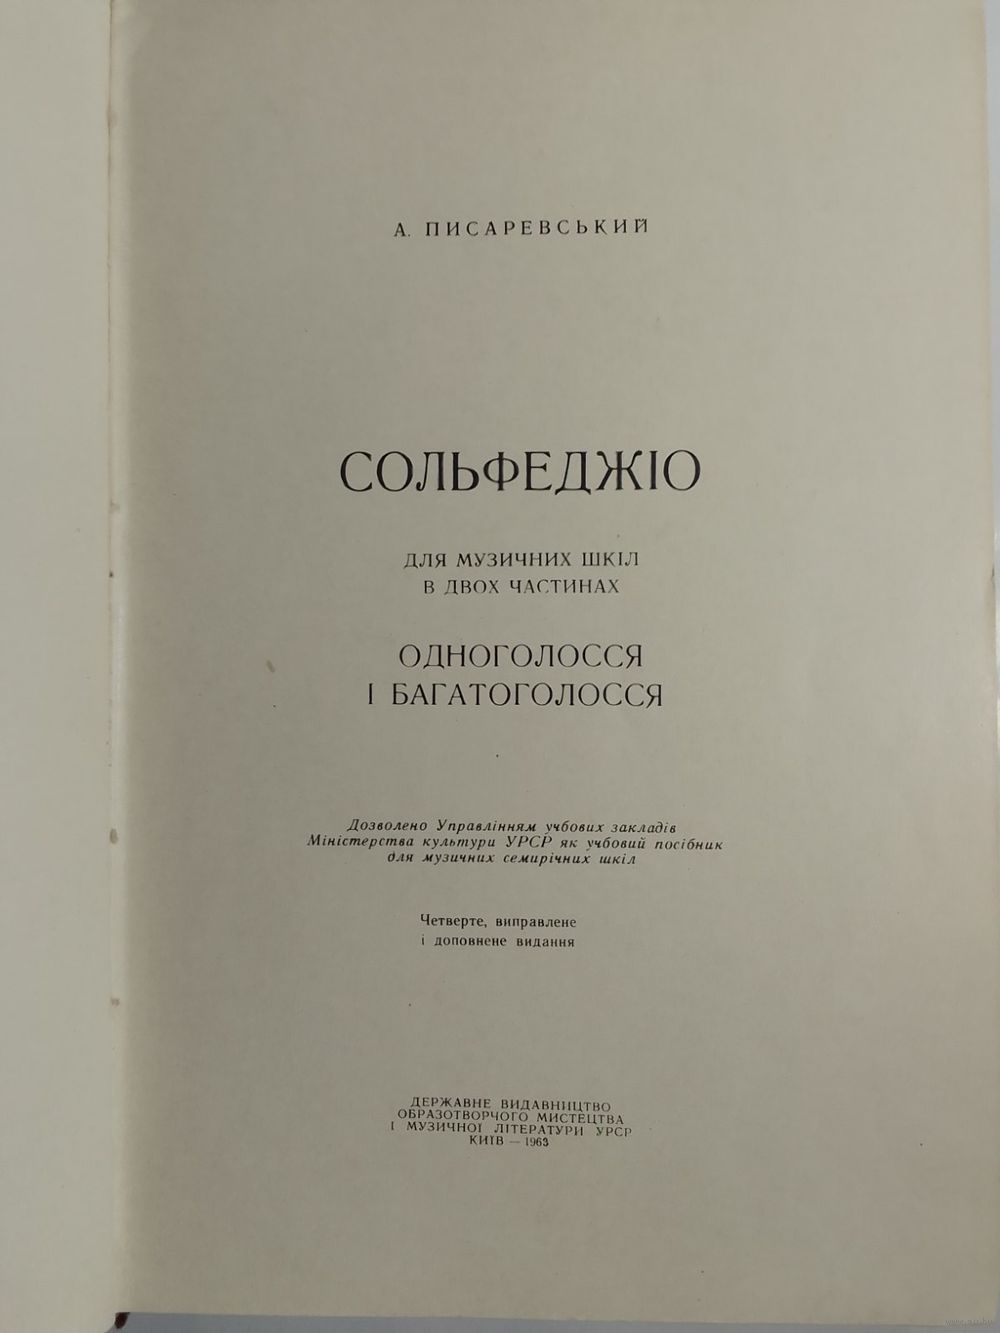 А. ПИСАРЕВСЬКИЙ
СОЛЬФЕДЖІО
ДЛЯ МУЗИЧНИХ ШКІЛ
В ДВОХ ЧАСТИНАХ
ОДНОГОЛОССЯ
І БАГАТОГОЛОССЯ
Дозволено Управлінням учбових закладів
Міністерства культури УРСР як учбовий посібник
для музичних семирічних шкіл
Четверте, виправлене
і доповнене видання
ДЕРЖАВНЕ ВИДАВНИЦТВО
ОБРАЗОТВОРЧОГО МИСТЕЦТВА
І МУЗИЧНОЇ ЛІТЕРАТУРИ УРСР
КИЇВ — 1963